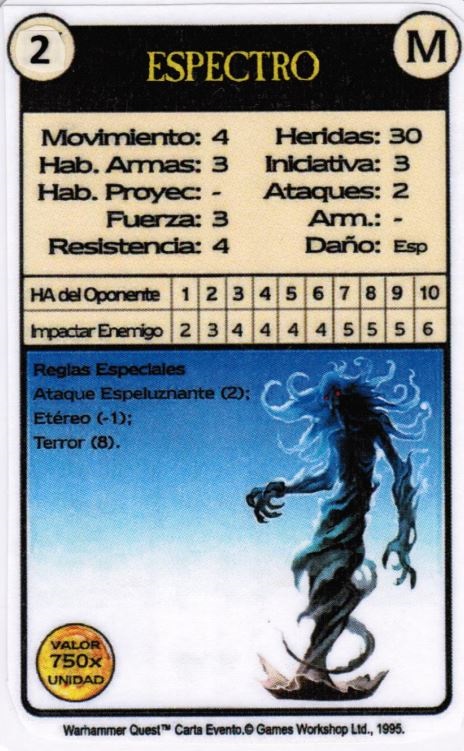 2
M
ESPECTRO
Movimiento: 4 Heridas: 30
Hab. Armas: 3 Iniciativa: 3
Hab. Proyec: - Ataques: 2
Fuerza: 3 Arm.: -
Resistencia: 4 Daño: Esp
HA del Oponente 1 2 3 4 5 6 7 8 9 10
Impactar Enemigo 2 3 4 4 4 4 5 5 5 6
Reglas Especiales
Ataque Espeluznante (2);
Etéreo (-1);
Terror (8).
VALOR
750x
UNIDAD
Warhammer Quest™ Carta Evento.© Games Workshop Ltd., 1995.